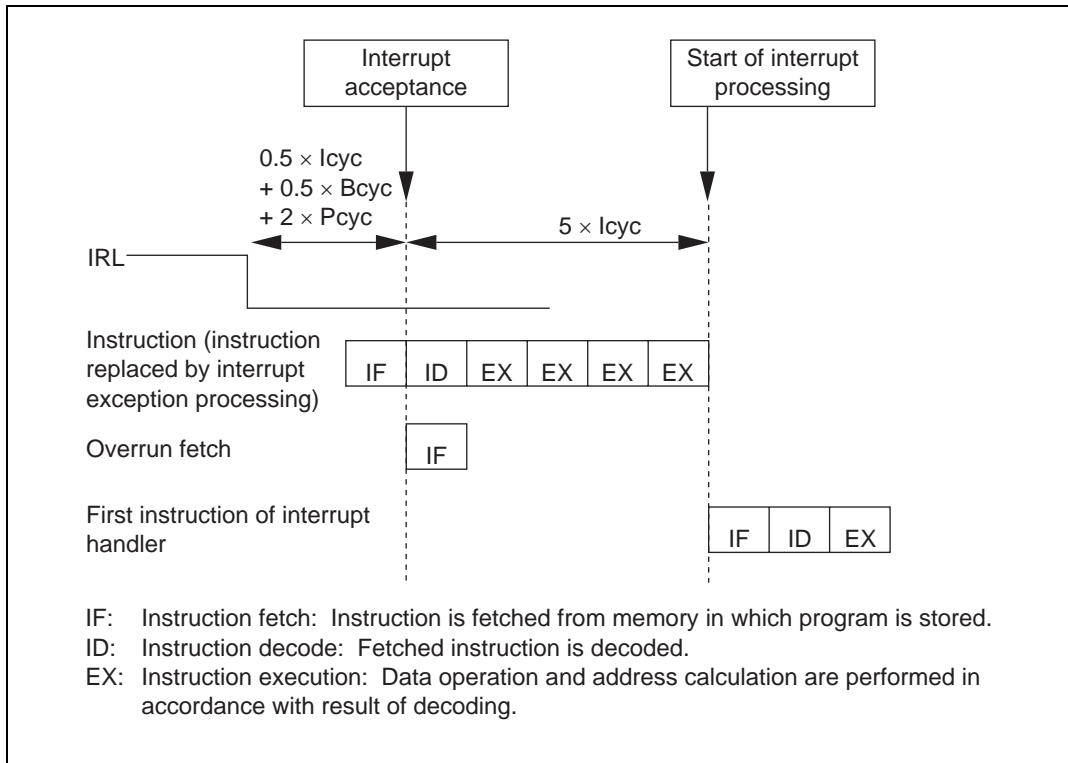 Interrupt
acceptance
Start of interrupt
processing
0.5 × Icyc
+ 0.5 × Bcyc
+ 2 × Pcyc
5 × Icyc
IRL
Instruction (instruction
replaced by interrupt
exception processing)
IF ID EX EX EX EX
Overrun fetch
IF
First instruction of interrupt
handler
IF ID EX
IF: Instruction fetch: Instruction is fetched from memory in which program is stored.
ID: Instruction decode: Fetched instruction is decoded.
EX: Instruction execution: Data operation and address calculation are performed in
accordance with result of decoding.